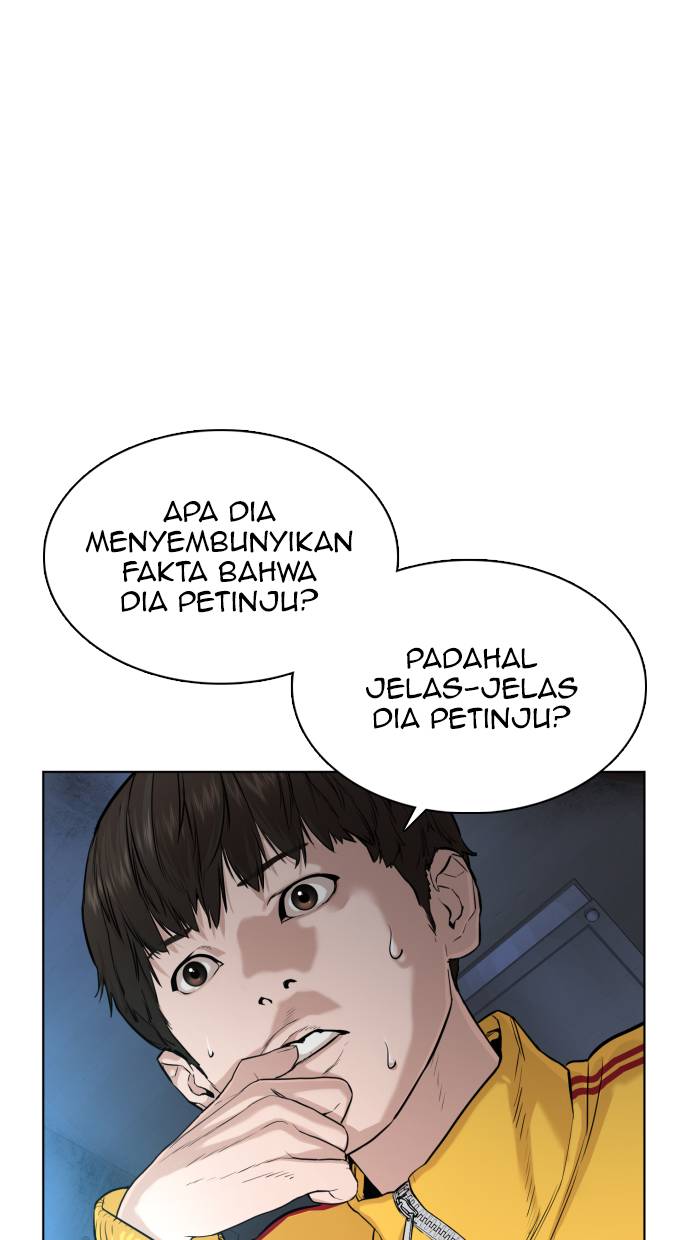 APA DIA
MENYEMBUNYIKAN
FAKTA BAHWA
DIA PETINJU?
PADAHAL
JELAS-JELAS
DIA PETINJU?